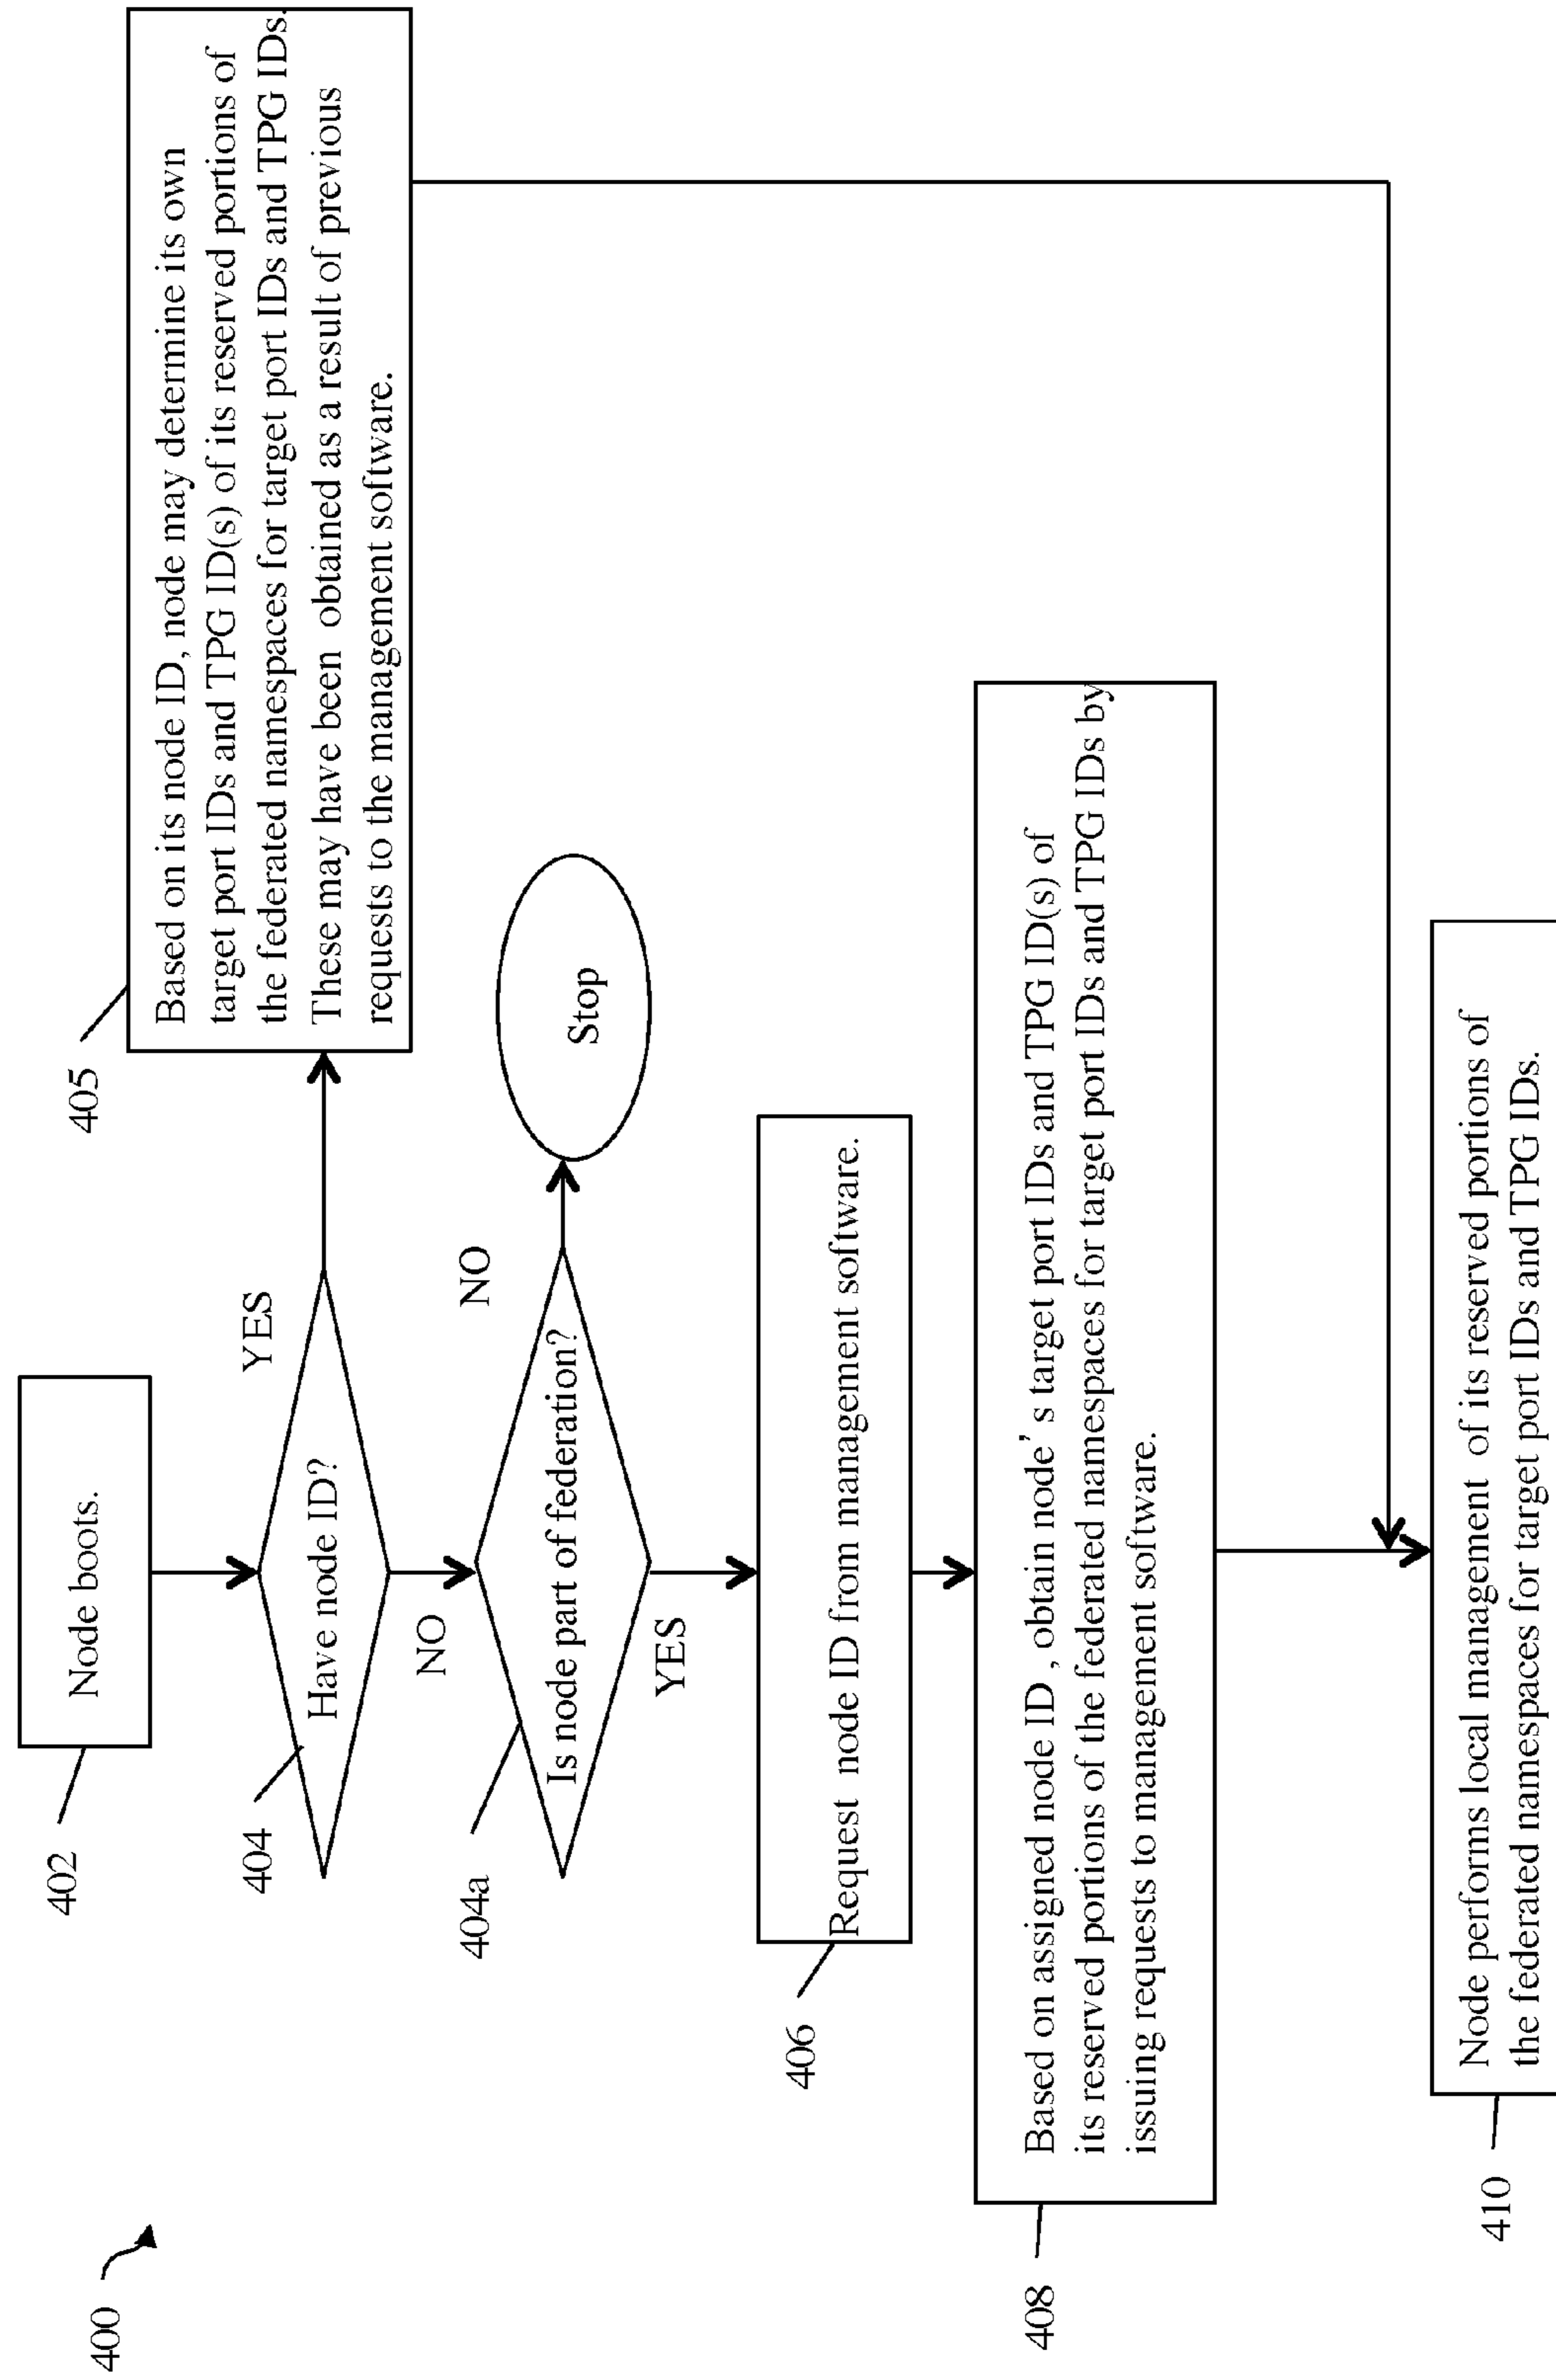 400
402
Node boots.
404
Have node ID?
YES
NO
405
Based on its node ID, node may determine its own
target port IDs and TPG ID(s) of its reserved portions of
the federated namespaces for target port IDs and TPG IDs.
These may have been obtained as a result of previous
requests to the management software.
404a
Is node part of federation?
NO
Stop
YES
406
Request node ID from management software.
408
Based on assigned node ID , obtain node' s target port IDs and TPG ID(s) of
its reserved portions of the federated namespaces for target port IDs and TPG IDs by
issuing requests to management software.
410
Node performs local management of its reserved portions of
the federated namespaces for target port IDs and TPG IDs.